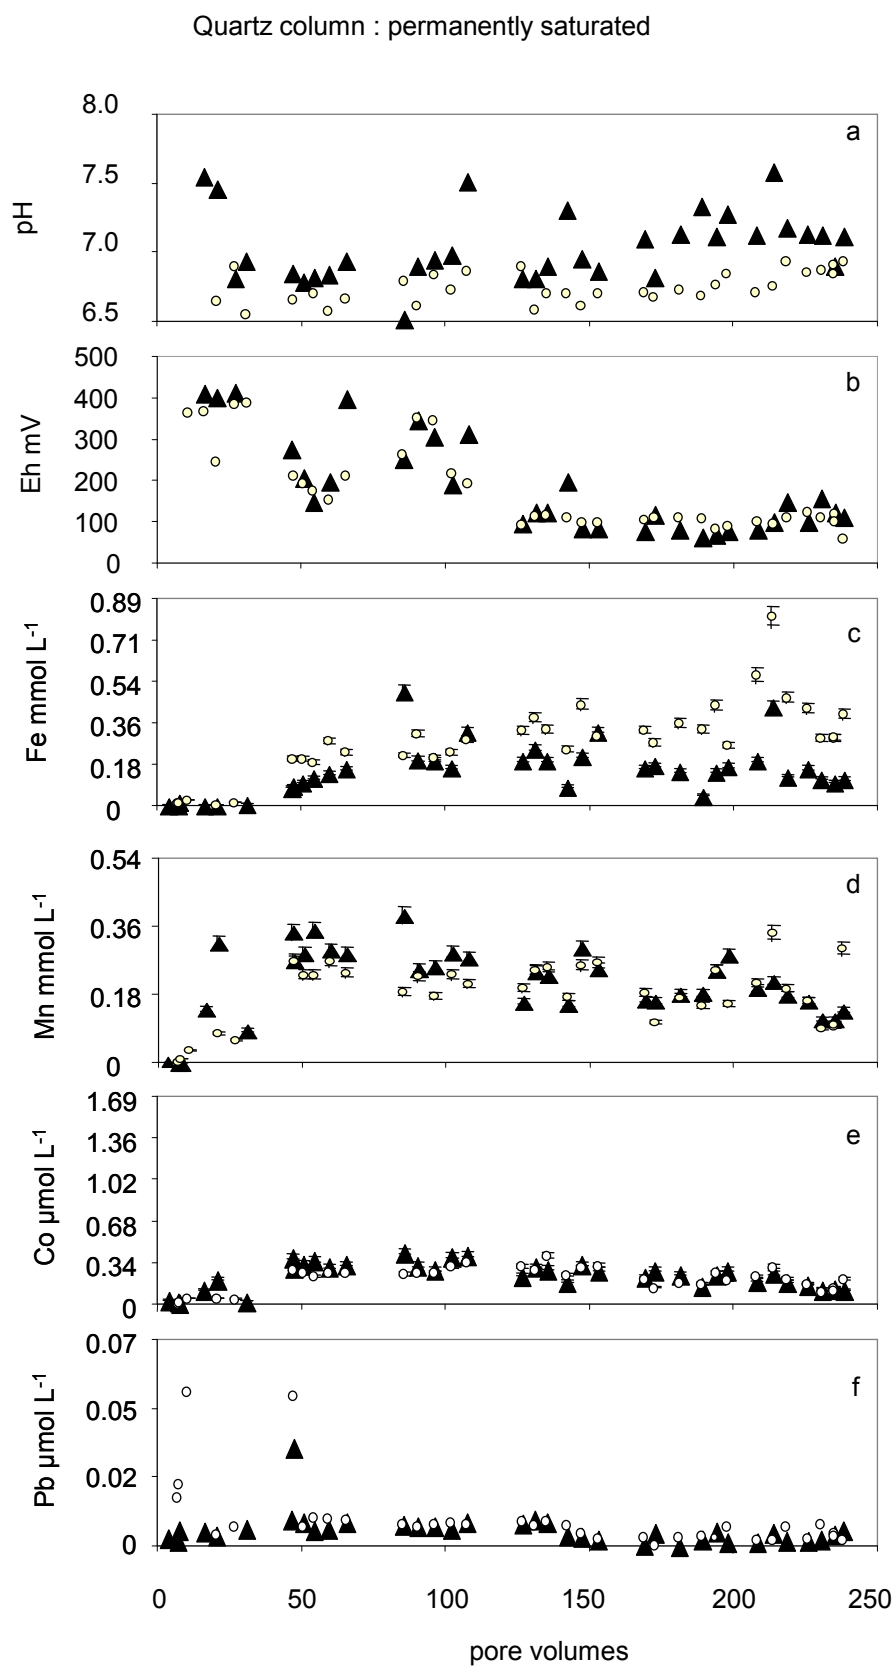 Quartz column : permanently saturated
8.0
7.5
7.0
6.5
pH
a
500
400
300
200
100
0
Eh mV
b
0.89
0.71
0.54
0.36
0.18
0
Fe mmol L-1
c
0.54
0.36
0.18
0
Mn mmol L-1
d
1.69
1.36
1.02
0.68
0.34
0
Co µmol L-1
e
0.07
0.05
0.02
0
Pb µmol L-1
f
0 50 100 150 200 250
pore volumes